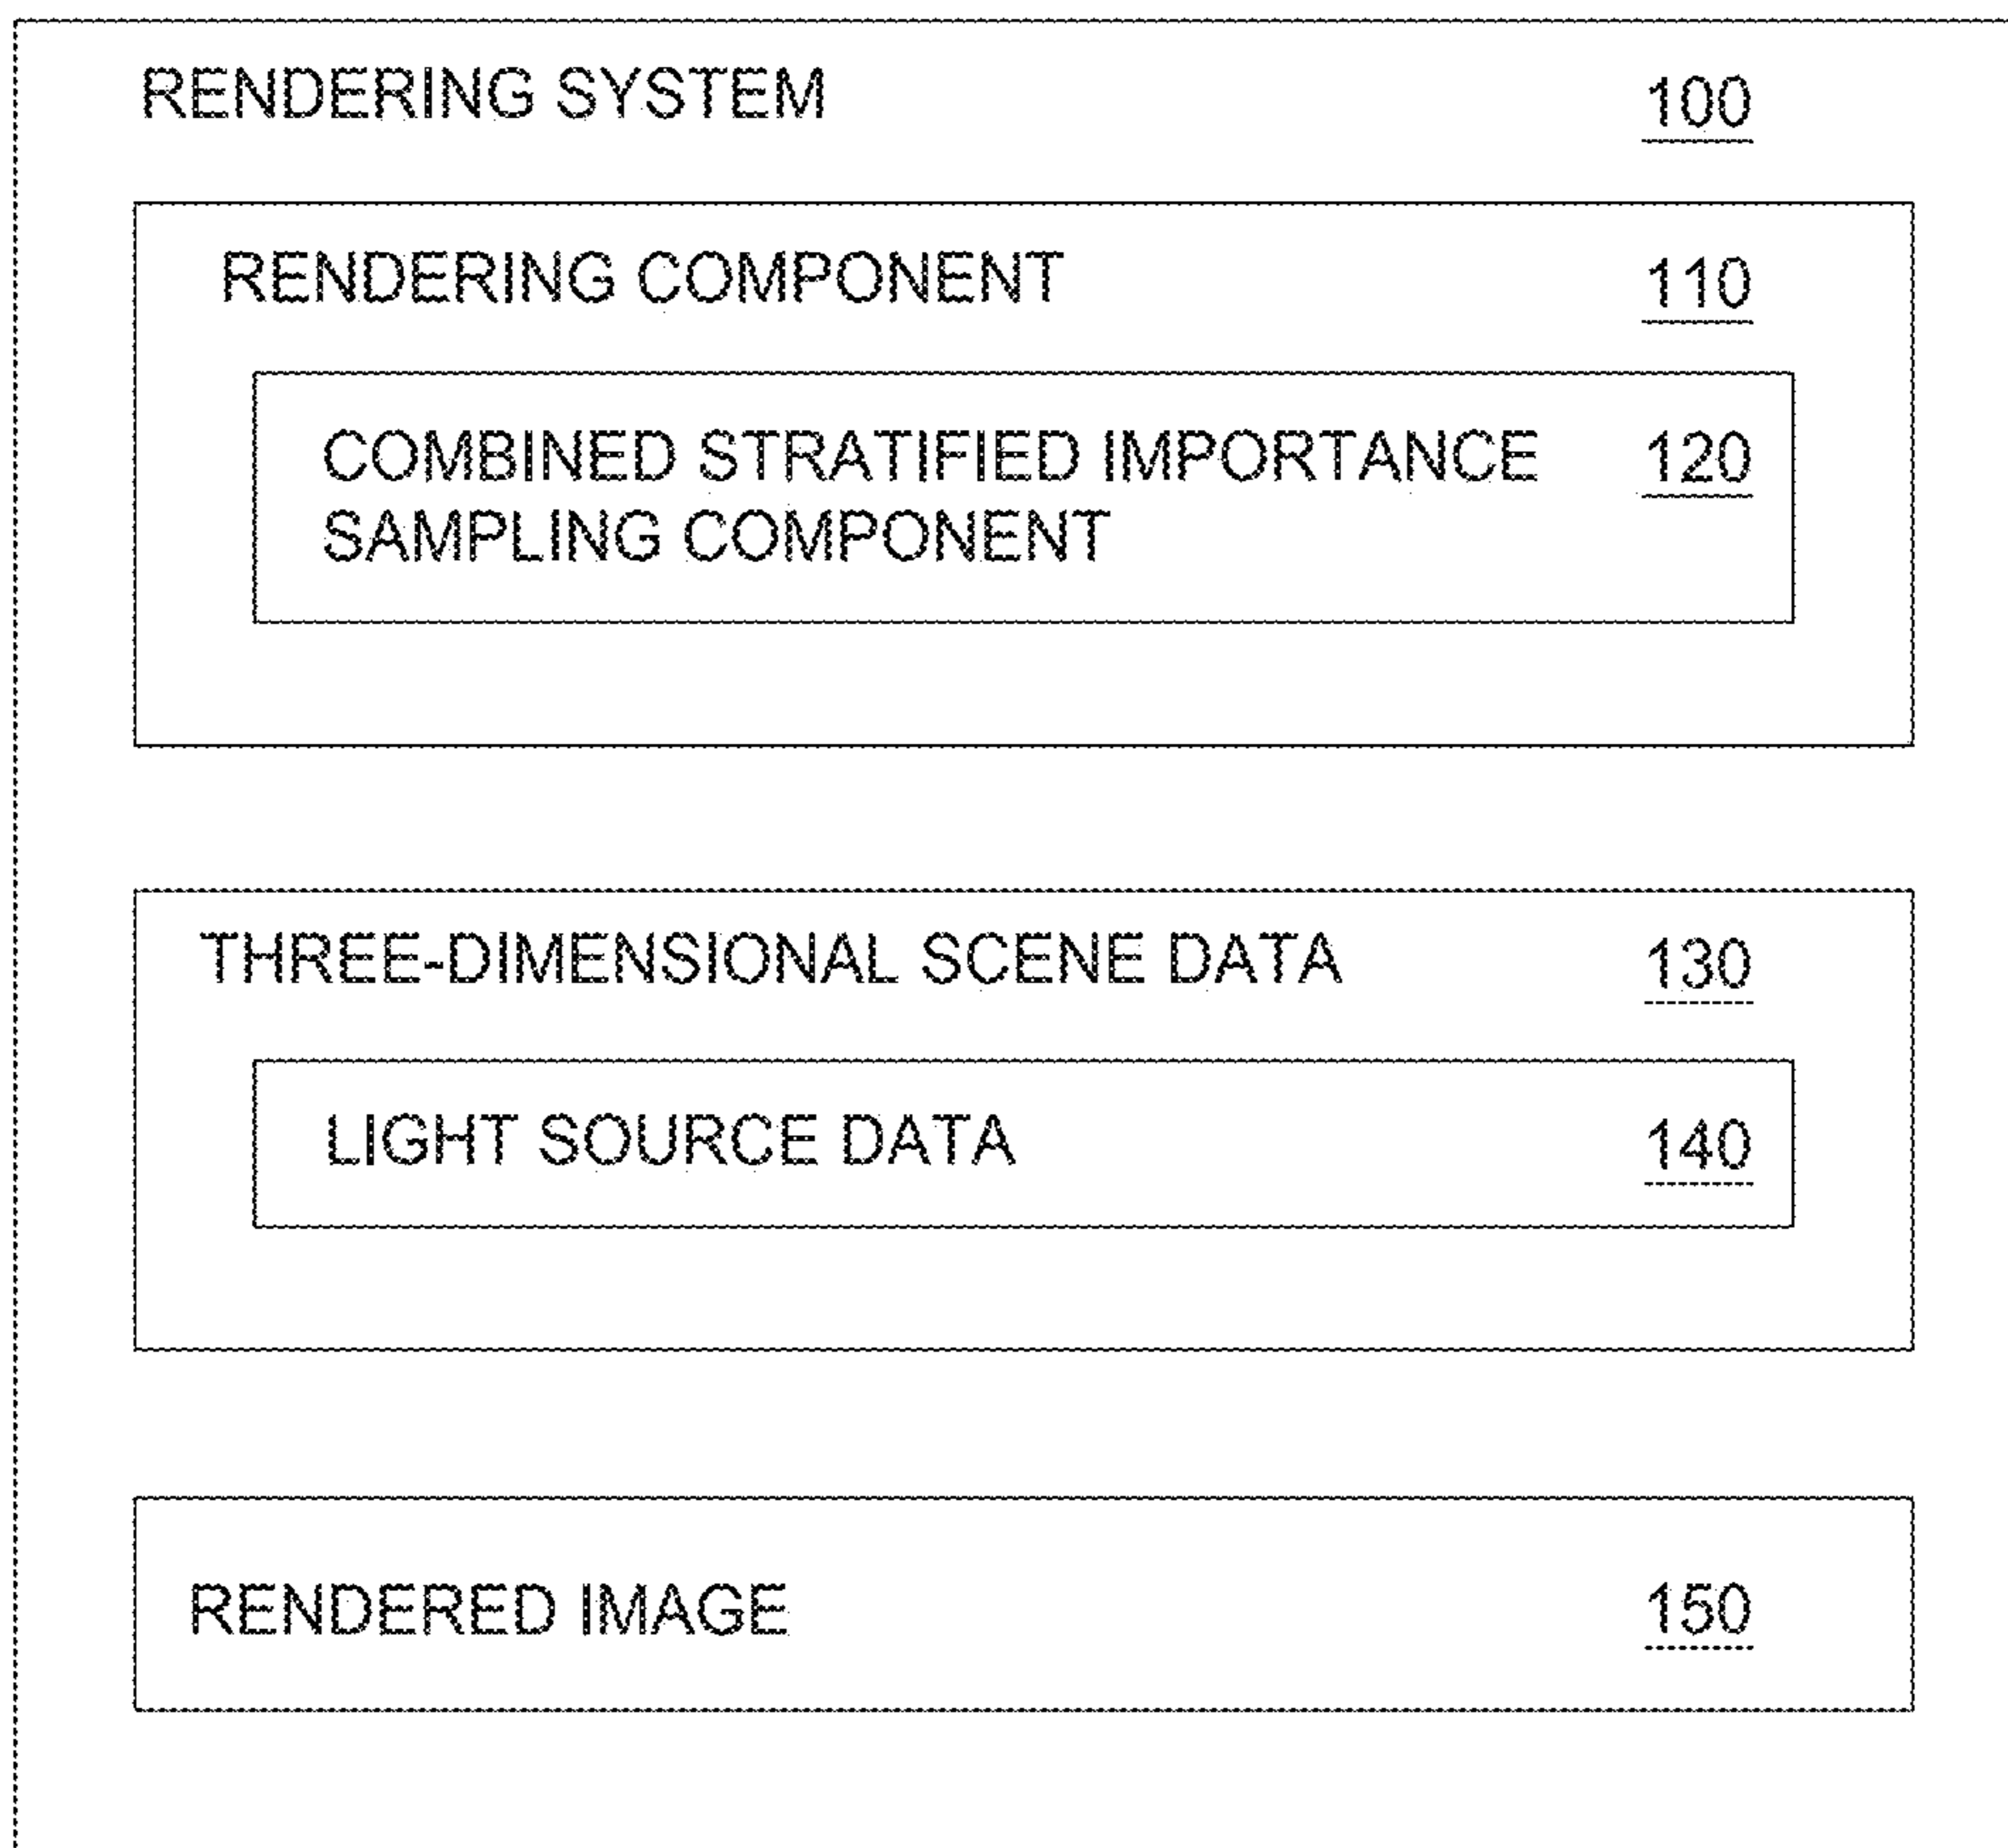 RENDERING SYSTEM 100
RENDERING COMPONENT 110
COMBINED STRATIFIED IMPORTANCE 120
SAMPLING COMPONENT
THREE-DIMENSIONAL SCENE DATA 130
LIGHT SOURCE DATA 140
RENDERED IMAGE 150